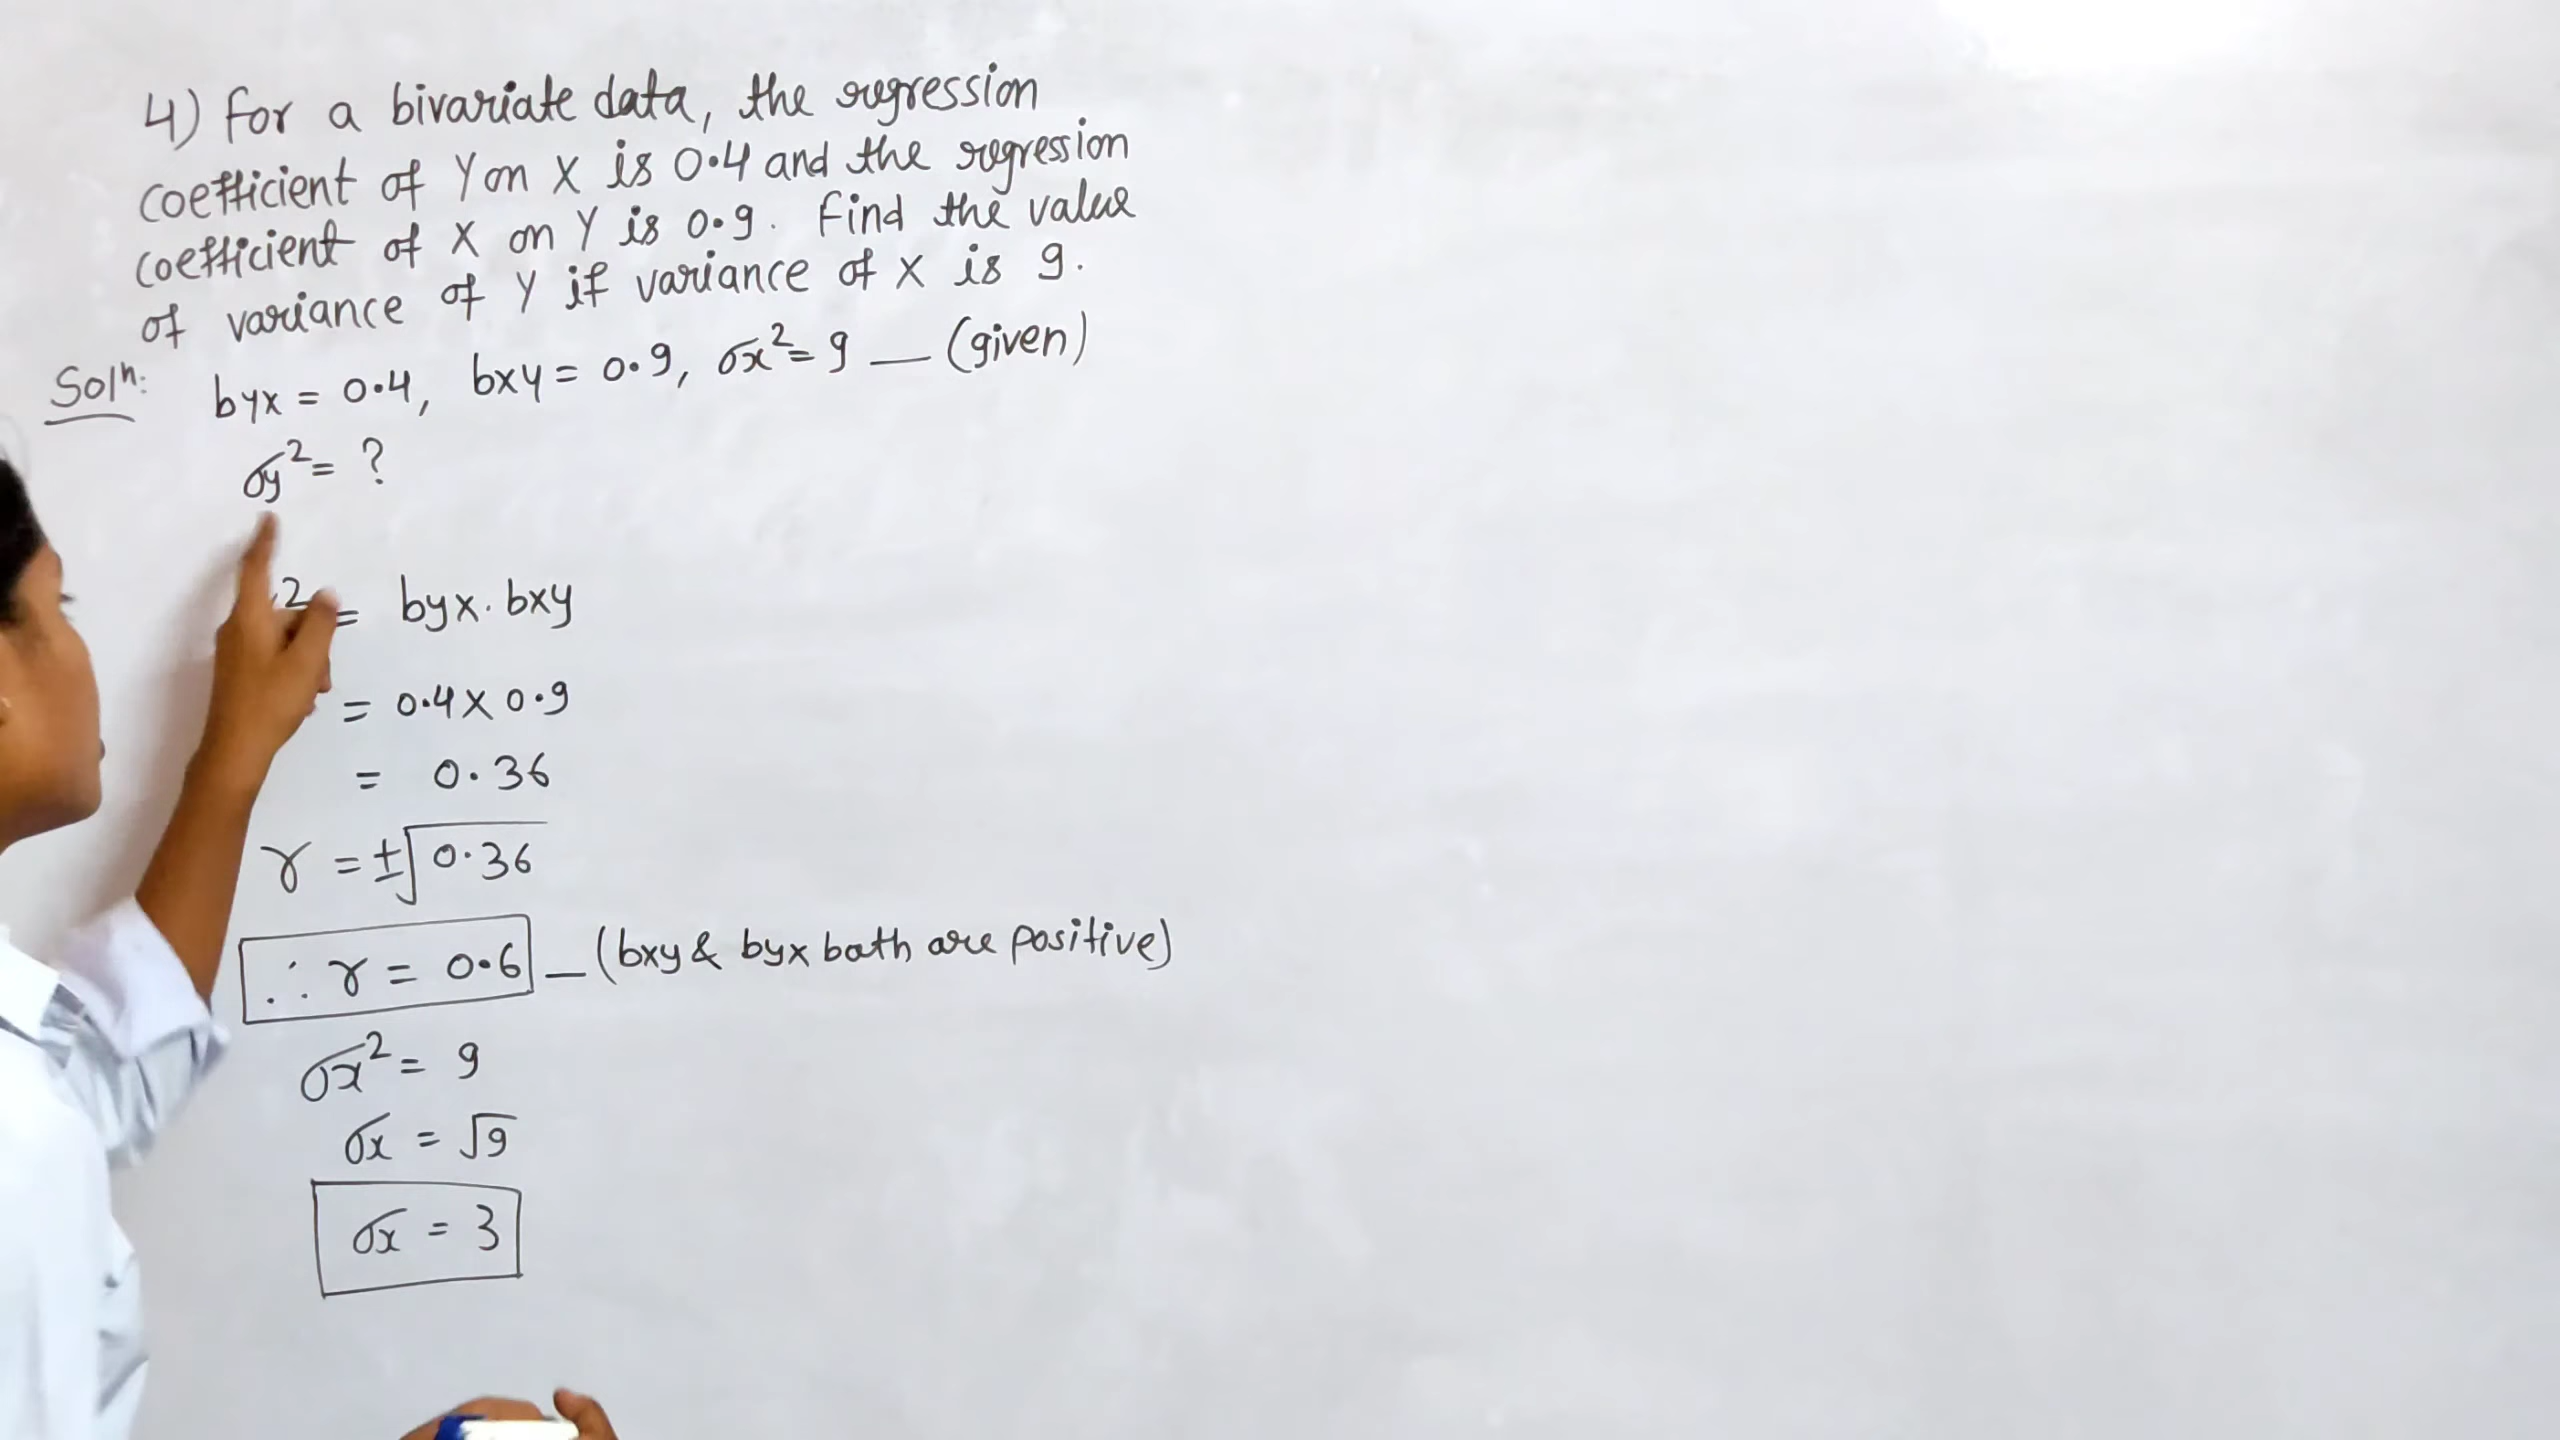 4) For a bivariate data, the regression
coefficient of Y on X is 0.4 and the regression
coefficient of X on Y is 0.9. Find the value
of variance of Y if variance of X is 9.
Solⁿ: byx = 0.4, bxy = 0.9, σx² = 9 — (given)
σy² = ?
² = byx . bxy
= 0.4 x 0.9
= 0.36
r = ±√0.36
∴ r = 0.6 — (bxy & byx both are positive)
σx² = 9
σx = √9
σx = 3